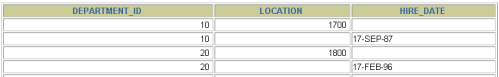 DEPARTMENT_ID LOCATION HIRE_DATE
10 1700
10 17-SEP-87
20 1800
20 17-FEB-96